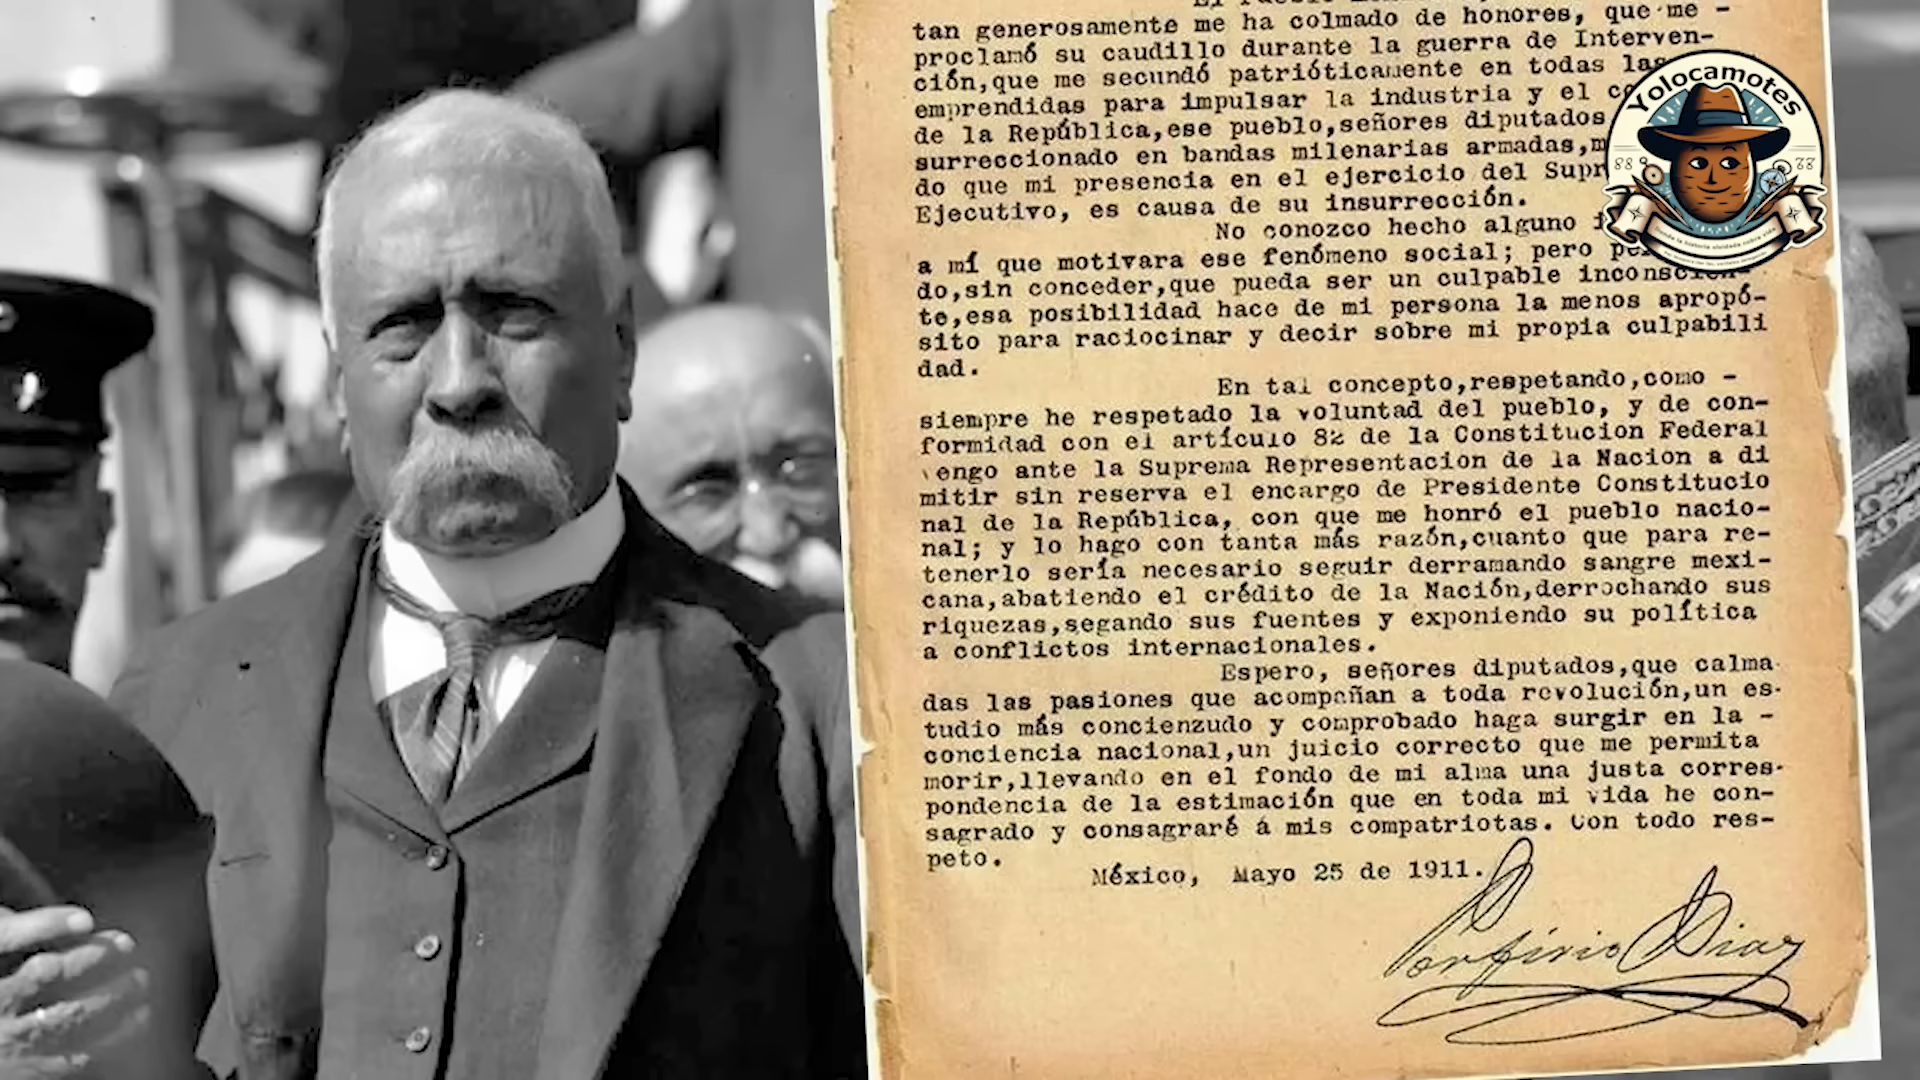 tan generosamente me ha colmado de honores, que me -
proclamó su caudillo durante la guerra de Interven-
ción,que me secundó patrióticamente en todas las
emprendidas para impulsar la industria y el
de la República,ese pueblo,señores diputados
surreccionado en bandas milenarias armadas,
do que mi presencia en el ejercicio del
Ejecutivo, es causa de su insurrección.
No conozco hecho alguno
a mí que motivara ese fenómeno social; pero
do,sin conceder,que pueda ser un culpable inconscien-
te,esa posibilidad hace de mi persona la menos apropó-
sito para raciocinar y decir sobre mi propia culpabili
dad.
En tal concepto,respetando,como -
siempre he respetado la voluntad del pueblo, y de con-
formidad con el artículo 82 de la Constitucion Federal
vengo ante la Suprema Representacion de la Nacion a di
mitir sin reserva el encargo de Presidente Constitucio
nal de la República, con que me honró el pueblo nacio-
nal; y lo hago con tanta más razón,cuanto que para re-
tenerlo sería necesario seguir derramando sangre mexi-
cana,abatiendo el crédito de la Nación,derrochando sus
riquezas,segando sus fuentes y exponiendo su política
a conflictos internacionales.
Espero, señores diputados,que calma
das las pasiones que acompañan a toda revolución,un es-
tudio más concienzudo y comprobado haga surgir en la -
conciencia nacional,un juicio correcto que me permita
morir,llevando en el fondo de mi alma una justa corres-
pondencia de la estimación que en toda mi vida he con-
sagrado y consagraré á mis compatriotas. Con todo res-
peto.
México, Mayo 25 de 1911.
Porfirio Diaz
Yolocamotes